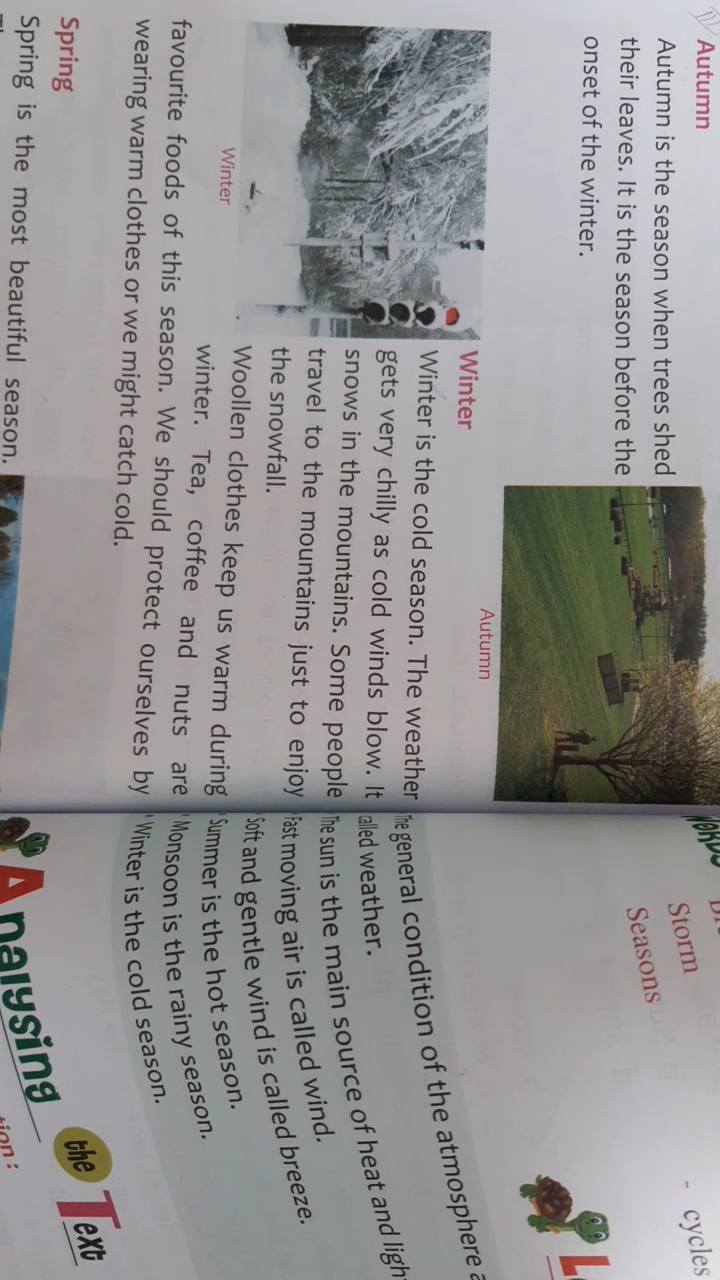 Autumn
Autumn is the season when trees shed
their leaves. It is the season before the
onset of the winter.
Autumn
Winter
Winter
Winter is the cold season. The weather
gets very chilly as cold winds blow. It
snows in the mountains. Some people
travel to the mountains just to enjoy
the snowfall.
Woollen clothes keep us warm during
winter. Tea, coffee and nuts are
favourite foods of this season. We should protect ourselves by
wearing warm clothes or we might catch cold.
Spring
Spring is the most beautiful season.
Storm
Seasons
- cycles
The general condition of the atmosphere
called weather.
The sun is the main source of heat and
Fast moving air is called wind.
Soft and gentle wind is called breeze.
Summer is the hot season.
Monsoon is the rainy season.
Winter is the cold season.
Analysing the Text